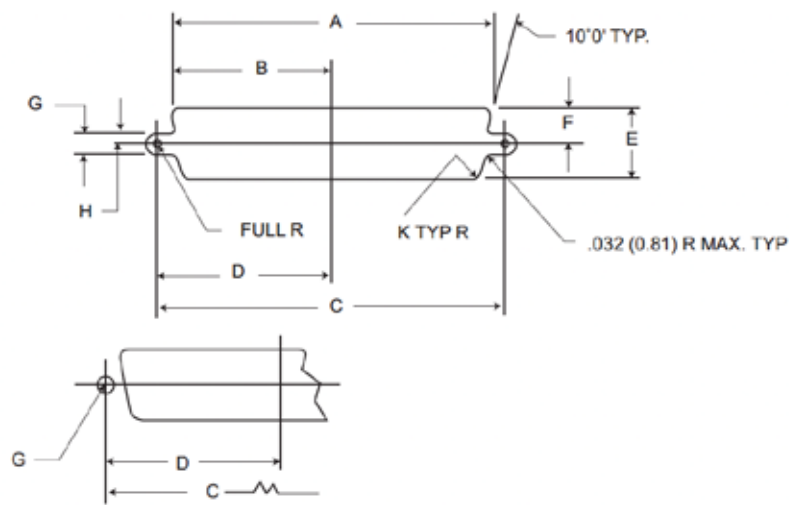 A
10°0' TYP.
B
G
F
E
H
FULL R
K TYP R
.032 (0.81) R MAX. TYP
D
C
G
D
C